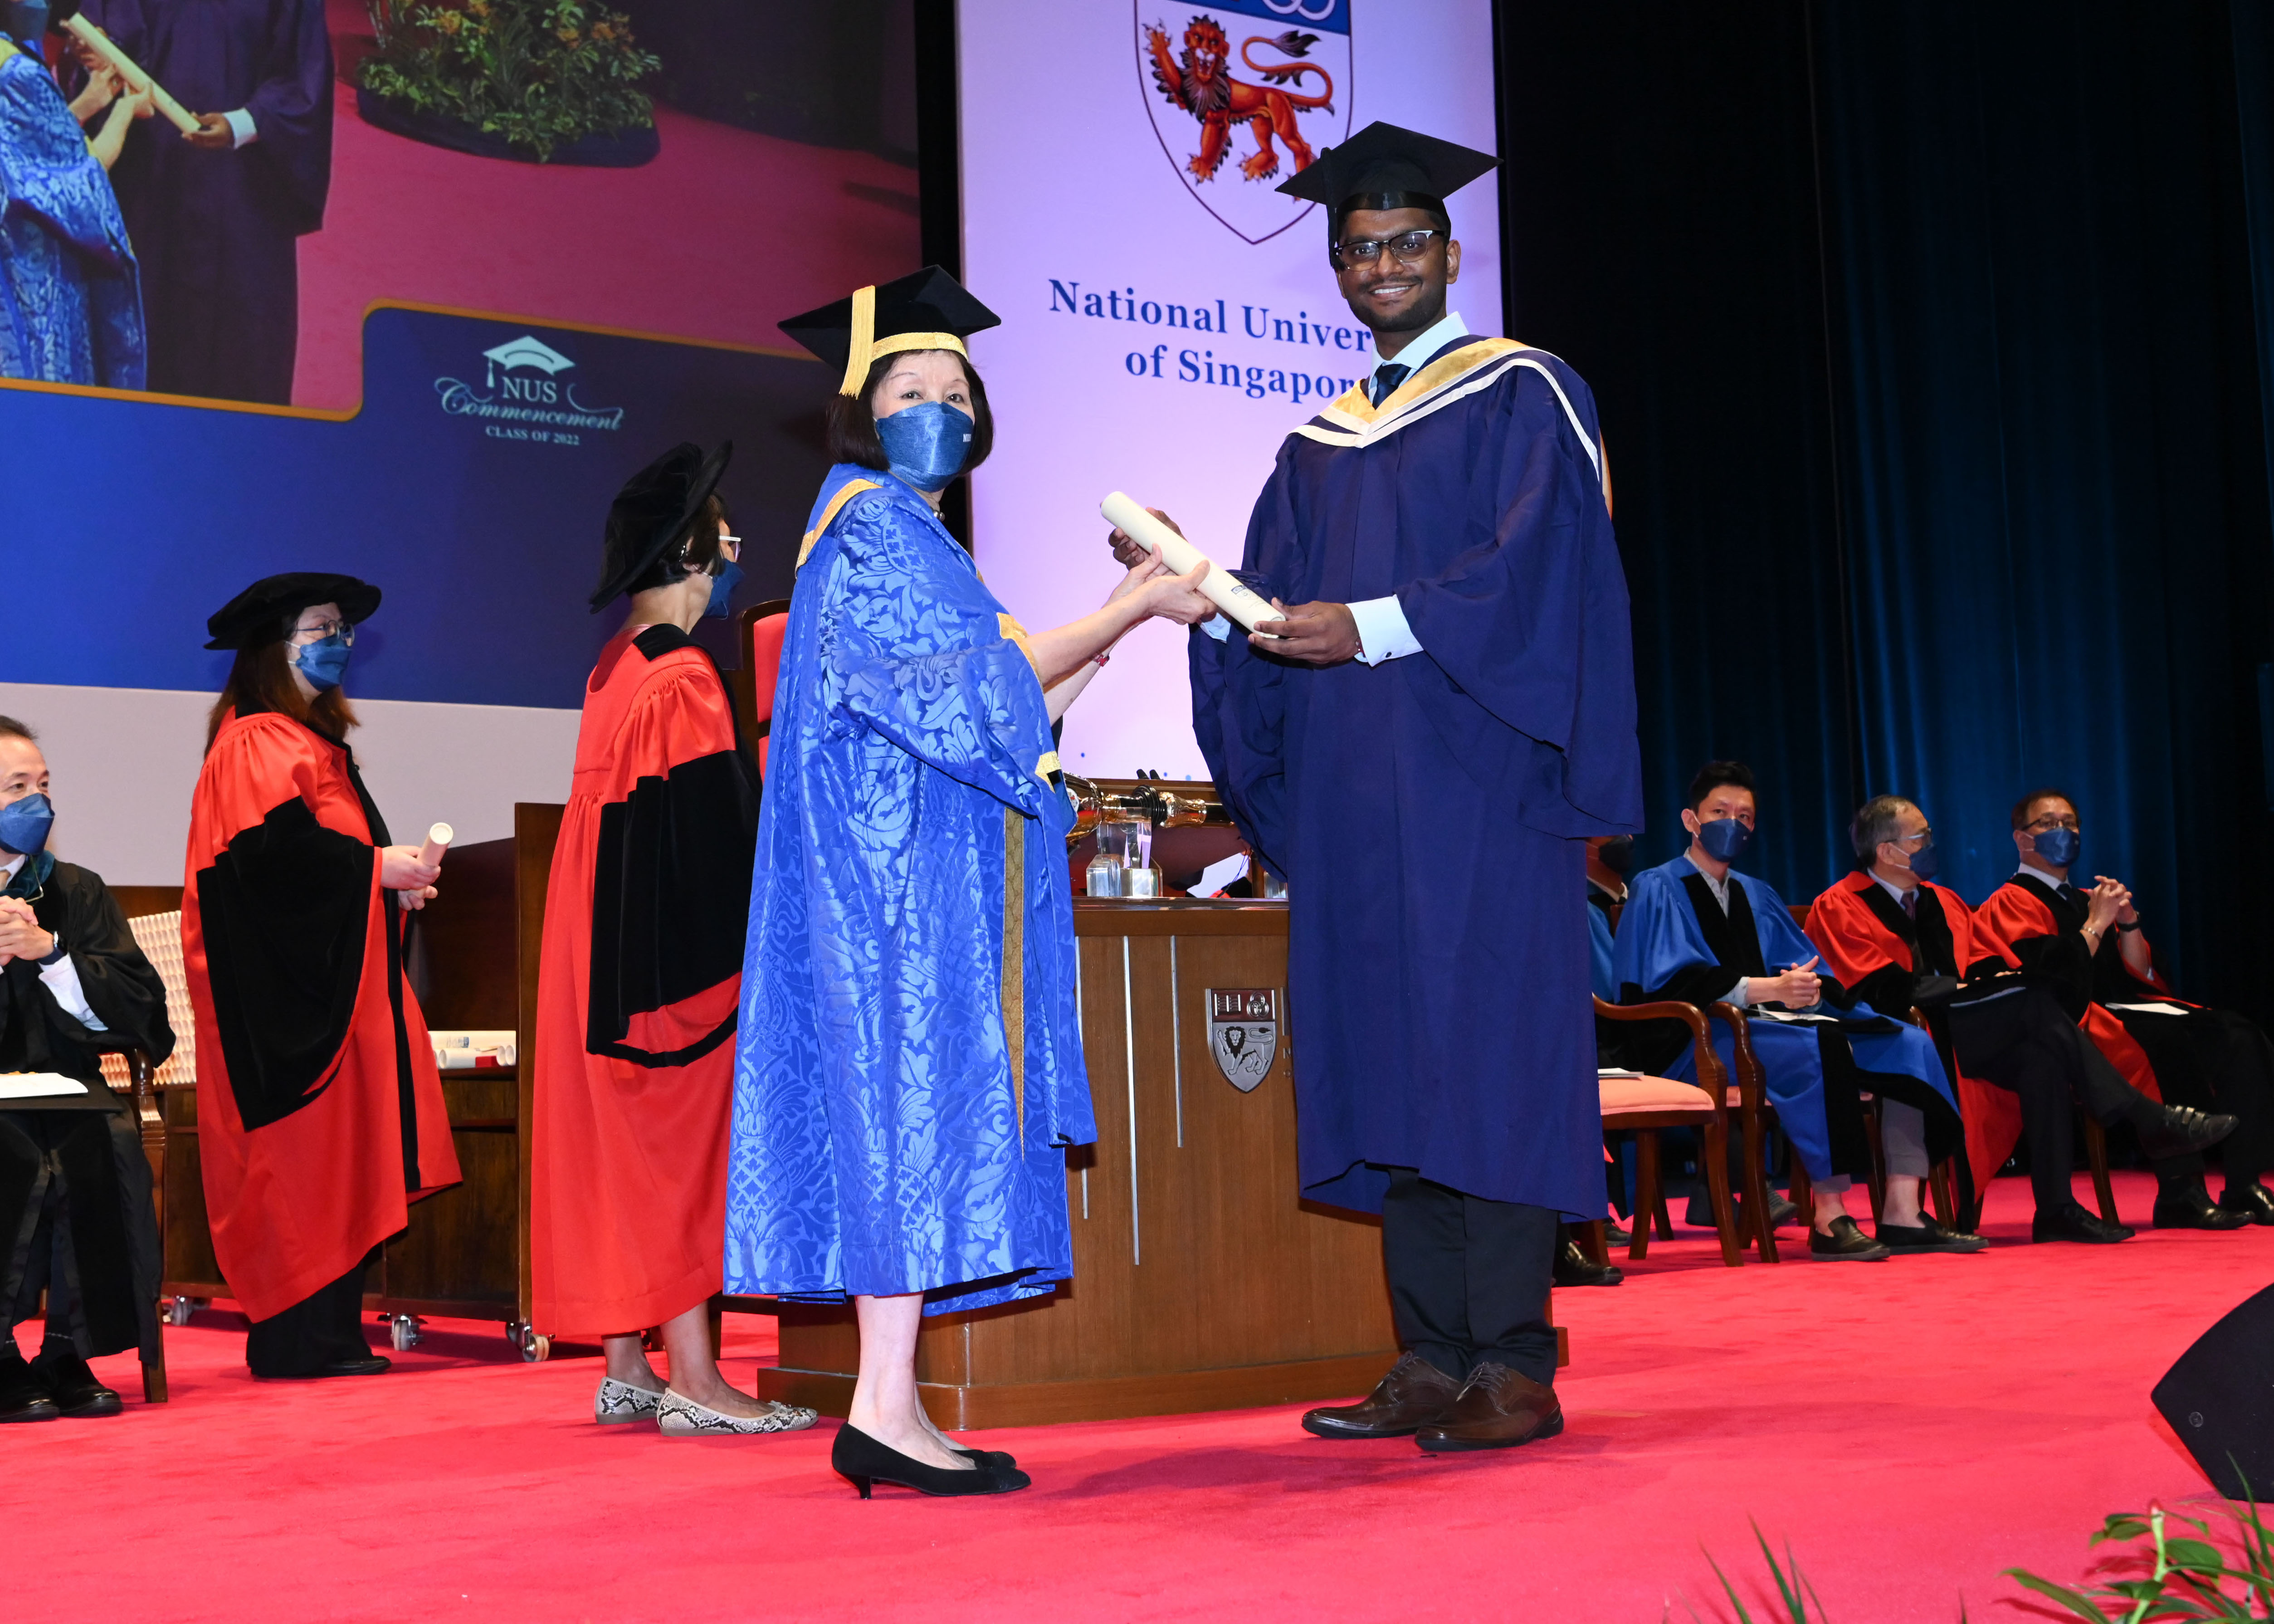 National Univer
of Singapor
NUS
Commencement
CLASS OF 2022